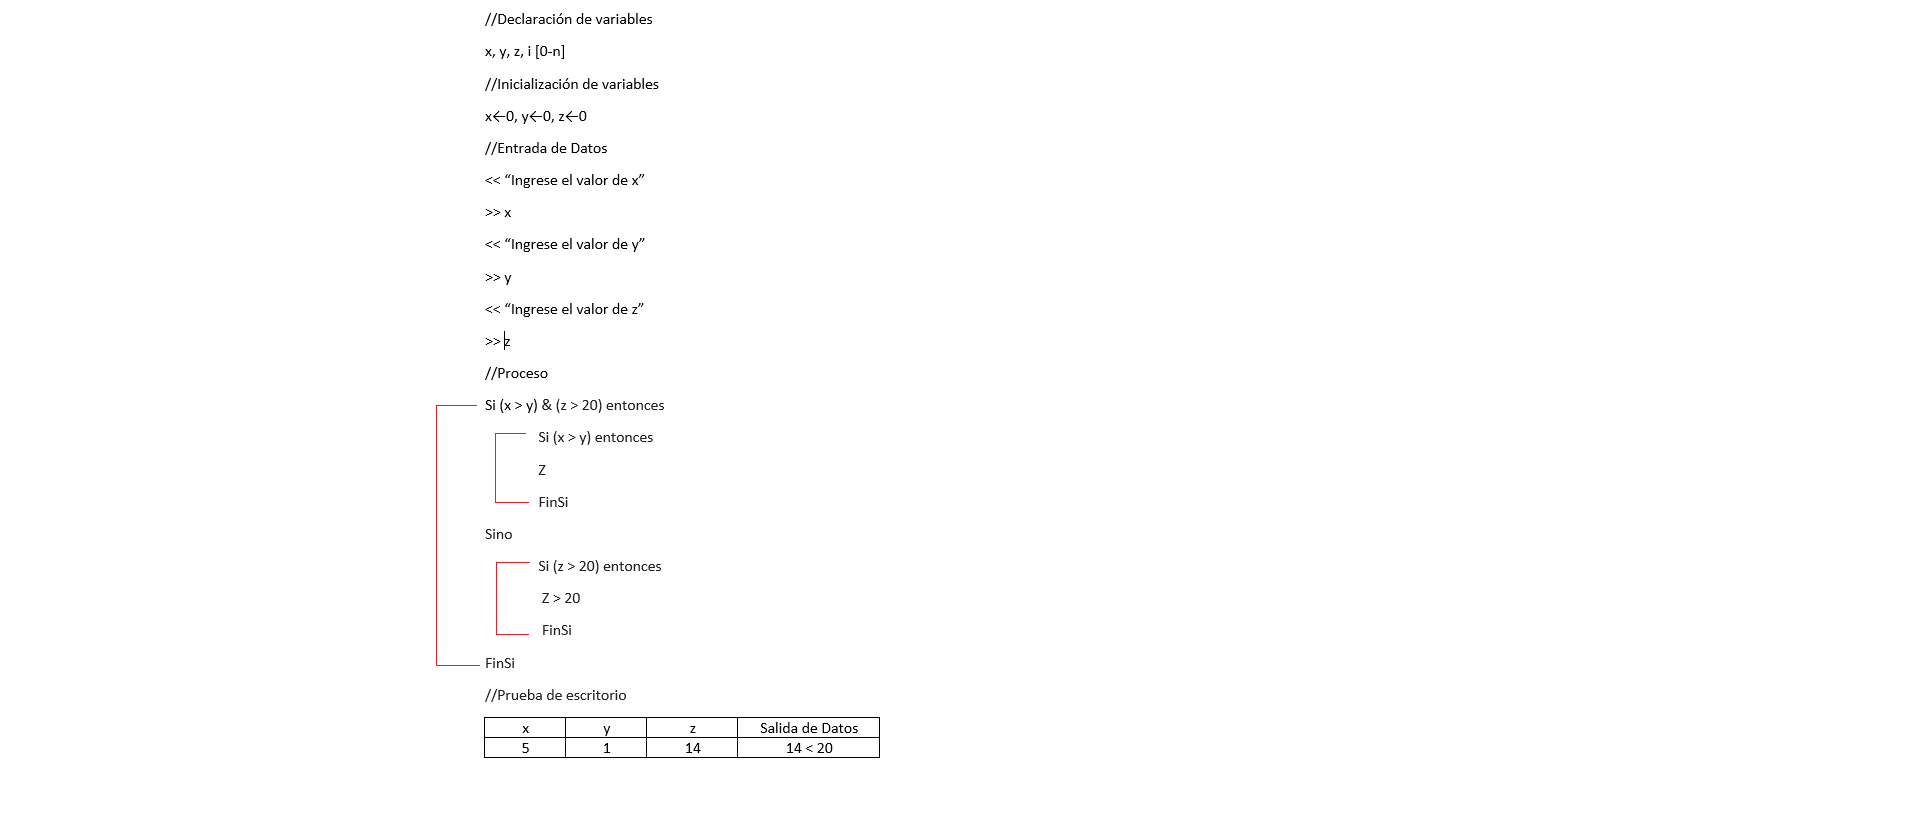 //Declaración de variables
x, y, z, i [0-n]
//Inicialización de variables
x←0, y←0, z←0
//Entrada de Datos
<< “Ingrese el valor de x”
>> x
<< “Ingrese el valor de y”
>> y
<< “Ingrese el valor de z”
>> z
//Proceso
Si (x > y) & (z > 20) entonces
Si (x > y) entonces
Z
FinSi
Sino
Si (z > 20) entonces
Z > 20
FinSi
FinSi
//Prueba de escritorio
x y z Salida de Datos
5 1 14 14 < 20